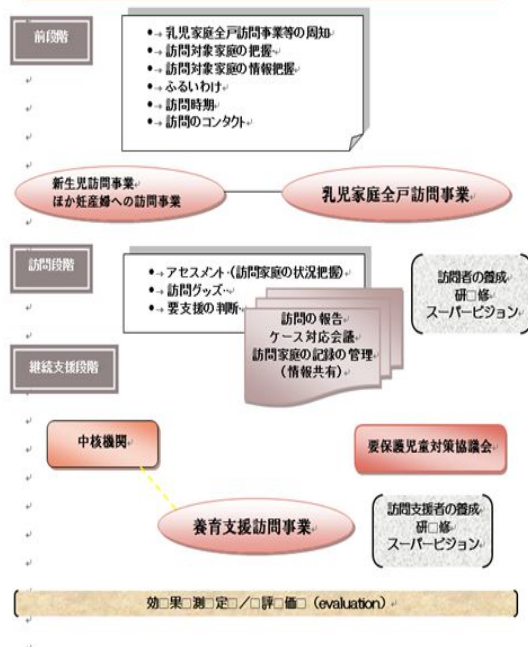 前段階
•→乳児家庭全戸訪問事業等の周知
•→訪問対象家庭の把握
•→訪問対象家庭の情報把握
•→ふるいわけ
•→訪問時期
•→訪問のコンタクト
新生児訪問事業
ほか妊産婦への訪問事業
乳児家庭全戸訪問事業
訪問段階
•→アセスメント・(訪問家庭の状況把握)
•→訪問グッズ・
•→要支援の判断
訪問者の養成
研□修
スーパービジョン
訪問の報告
ケース対応会議
訪問家庭の記録の管理
(情報共有)
継続支援段階
中核機関
要保護児童対策協議会
養育支援訪問事業
訪問支援者の養成
研□修
スーパービジョン
効□果□測□定□／□評□価□ (evaluation)